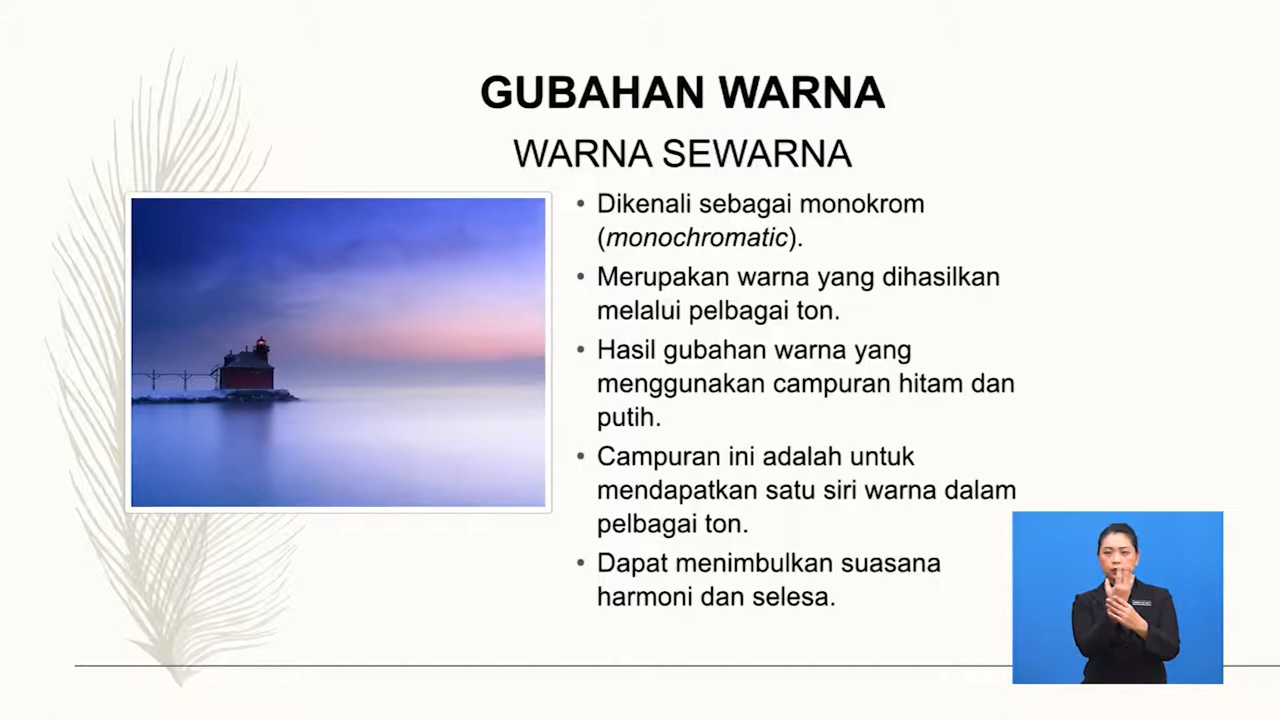 GUBAHAN WARNA
WARNA SEWARNA
• Dikenali sebagai monokrom
(monochromatic).
• Merupakan warna yang dihasilkan
melalui pelbagai ton.
• Hasil gubahan warna yang
menggunakan campuran hitam dan
putih.
• Campuran ini adalah untuk
mendapatkan satu siri warna dalam
pelbagai ton.
• Dapat menimbulkan suasana
harmoni dan selesa.